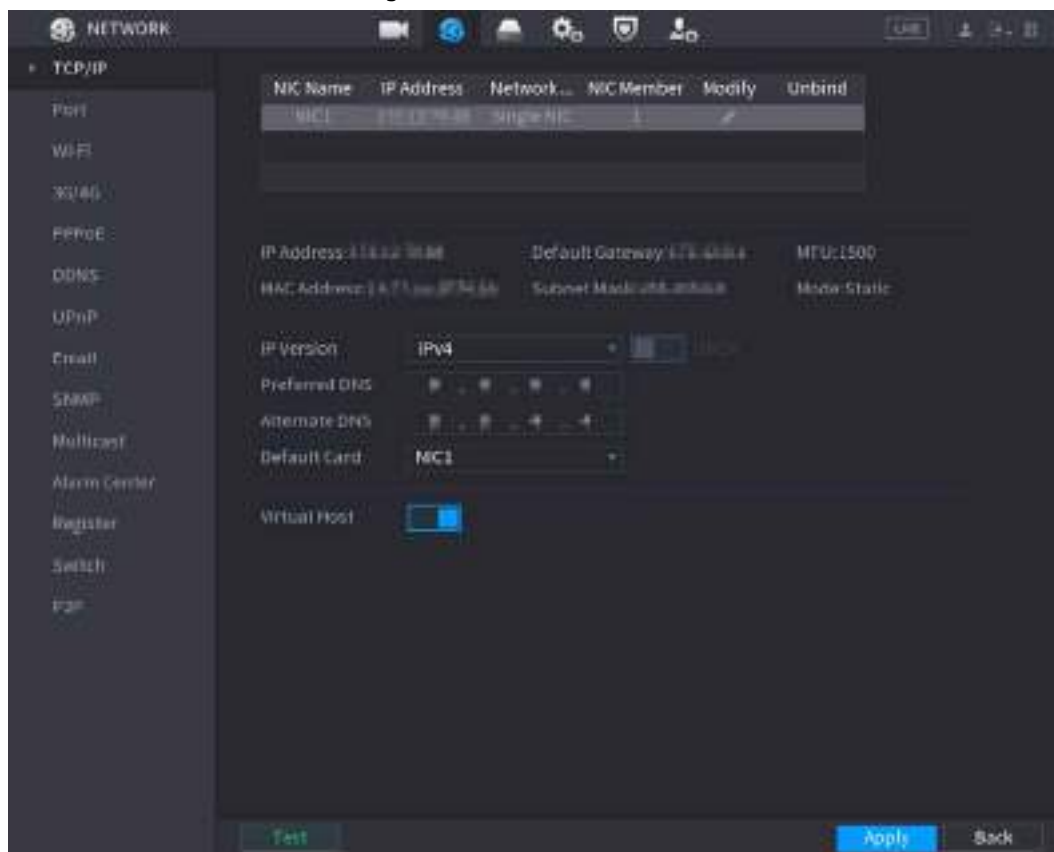 NETWORK
LIVE
TCP/IP
Port
Wi-Fi
3G/4G
PPPoE
DDNS
UPnP
Email
SNMP
Multicast
Alarm Center
Register
Switch
P2P
NIC Name IP Address Network... NIC Member Modify Unbind
NIC1 Single NIC 1
IP Address: Default Gateway: MTU:1500
MAC Address: Subnet Mask: Mode:Static
IP Version IPv4
Preferred DNS
Alternate DNS
Default Card NIC1
Virtual Host
Test Apply Back